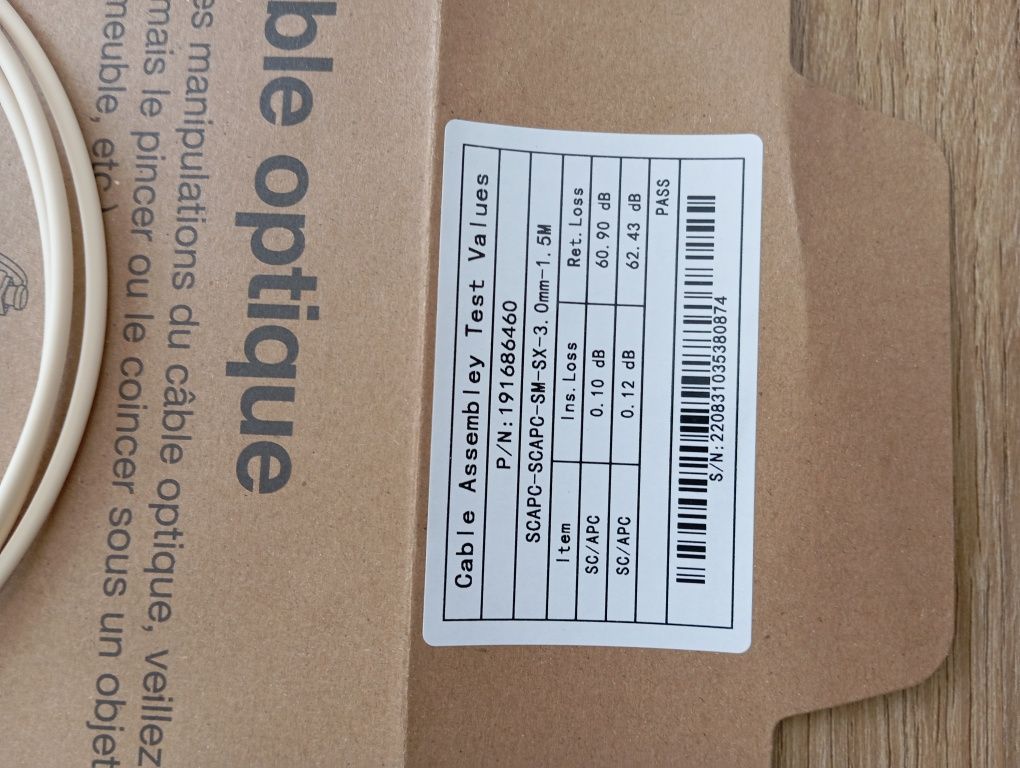 ble optique
es manipulations du câble optique, veillez
mais le pincer ou le coincer sous un objet
meuble, etc.)
Cable Assembley Test Values
P/N:191686460
SCAPC-SCAPC-SM-SX-3.0mm-1.5M
Item Ins.Loss Ret.Loss
SC/APC 0.10 dB 60.90 dB
SC/APC 0.12 dB 62.43 dB
PASS
S/N:220831035380874